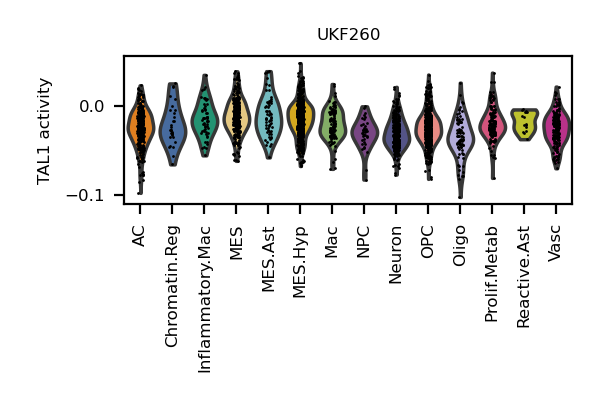 UKF260
TAL1 activity
0.0
−0.1
AC
Chromatin.Reg
Inflammatory.Mac
MES
MES.Ast
MES.Hyp
Mac
NPC
Neuron
OPC
Oligo
Prolif.Metab
Reactive.Ast
Vasc